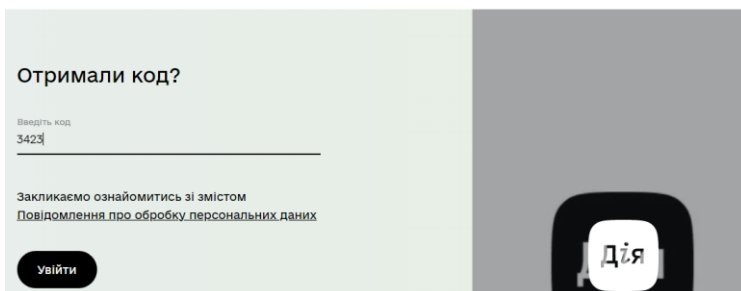 Отримали код?
Введіть код
3423
Закликаємо ознайомитись зі змістом
Повідомлення про обробку персональних даних
Увійти
Дія